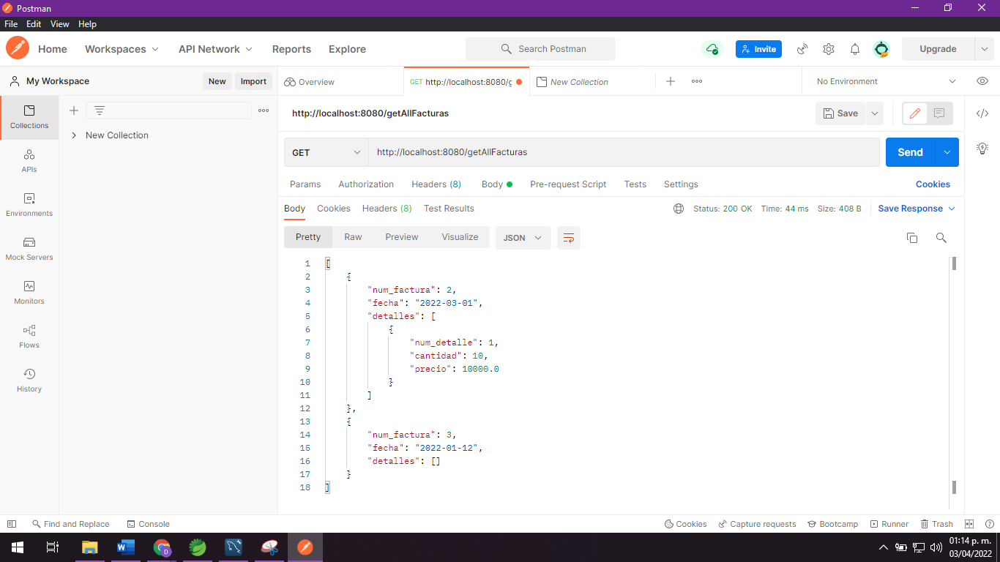 Postman
File Edit View Help
Home Workspaces API Network Reports Explore Search Postman Invite Upgrade
My Workspace New Import Overview GET http://localhost:8080/g New Collection No Environment
Collections
New Collection
APIs
Environments
Mock Servers
Monitors
Flows
History
http://localhost:8080/getAllFacturas Save
GET http://localhost:8080/getAllFacturas Send
Params Authorization Headers (8) Body Pre-request Script Tests Settings Cookies
Body Cookies Headers (8) Test Results Status: 200 OK Time: 44 ms Size: 408 B Save Response
Pretty Raw Preview Visualize JSON
1 [
2 {
3 "num_factura": 2,
4 "fecha": "2022-03-01",
5 "detalles": [
6 {
7 "num_detalle": 1,
8 "cantidad": 10,
9 "precio": 10000.0
10 }
11 ]
12 },
13 {
14 "num_factura": 3,
15 "fecha": "2022-01-12",
16 "detalles": []
17 }
18 ]
Find and Replace Console Cookies Capture requests Bootcamp Runner Trash
01:14 p. m.
03/04/2022